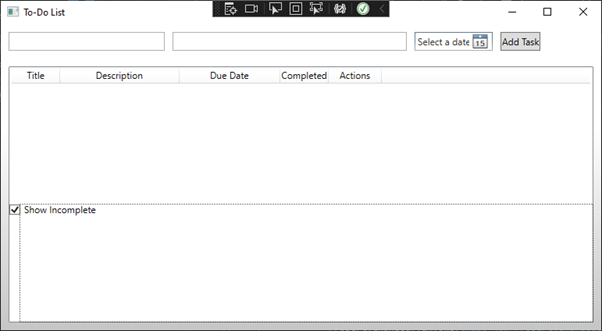 To-Do List
Select a date 15 Add Task
Title Description Due Date Completed Actions
Show Incomplete